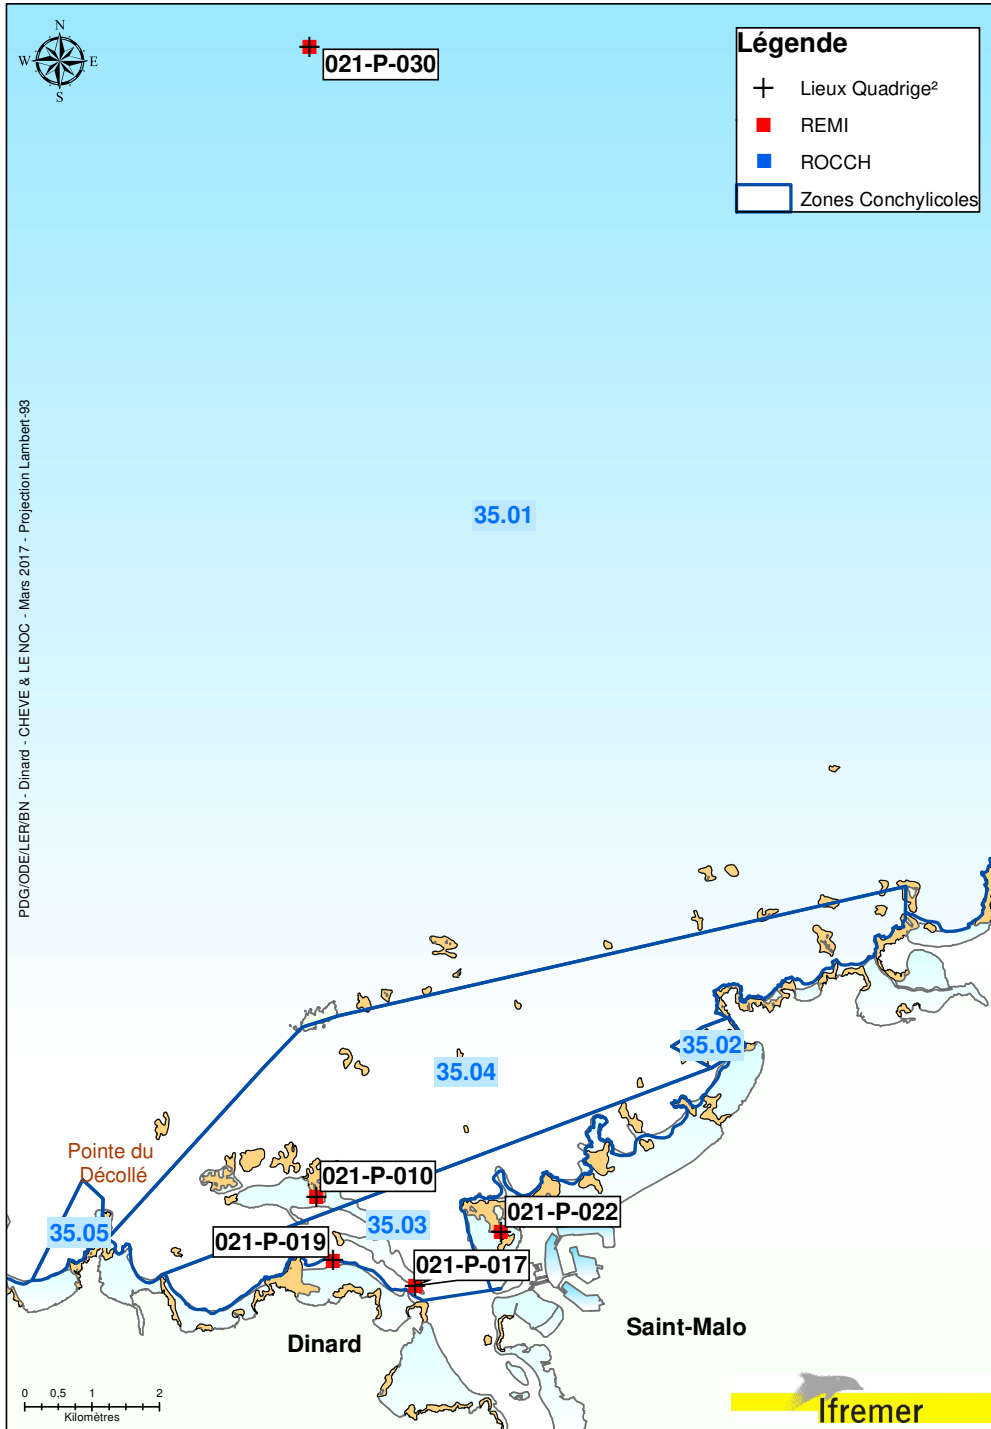 N
W E
S
021-P-030
Légende
Lieux Quadrige²
REMI
ROCCH
Zones Conchylicoles
PDG/ODE/LER/BN - Dinard - CHEVE & LE NOC - Mars 2017 - Projection Lambert-93
35.01
35.02
35.04
Pointe du
Décollé
021-P-010
35.03
021-P-022
35.05
021-P-019
021-P-017
Saint-Malo
Dinard
0 0,5 1 2
Kilomètres
Ifremer